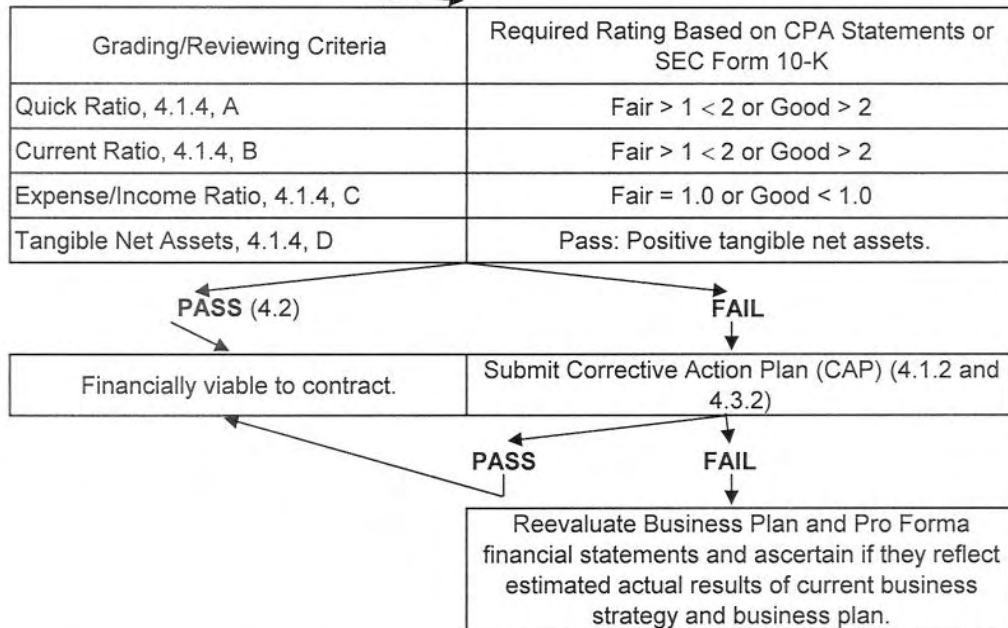 Grading/Reviewing Criteria
Required Rating Based on CPA Statements or
SEC Form 10-K
Quick Ratio, 4.1.4, A
Fair > 1 < 2 or Good > 2
Current Ratio, 4.1.4, B
Fair > 1 < 2 or Good > 2
Expense/Income Ratio, 4.1.4, C
Fair = 1.0 or Good < 1.0
Tangible Net Assets, 4.1.4, D
Pass: Positive tangible net assets.
PASS (4.2)
FAIL
Financially viable to contract.
Submit Corrective Action Plan (CAP) (4.1.2 and
4.3.2)
PASS
FAIL
Reevaluate Business Plan and Pro Forma
financial statements and ascertain if they reflect
estimated actual results of current business
strategy and business plan.